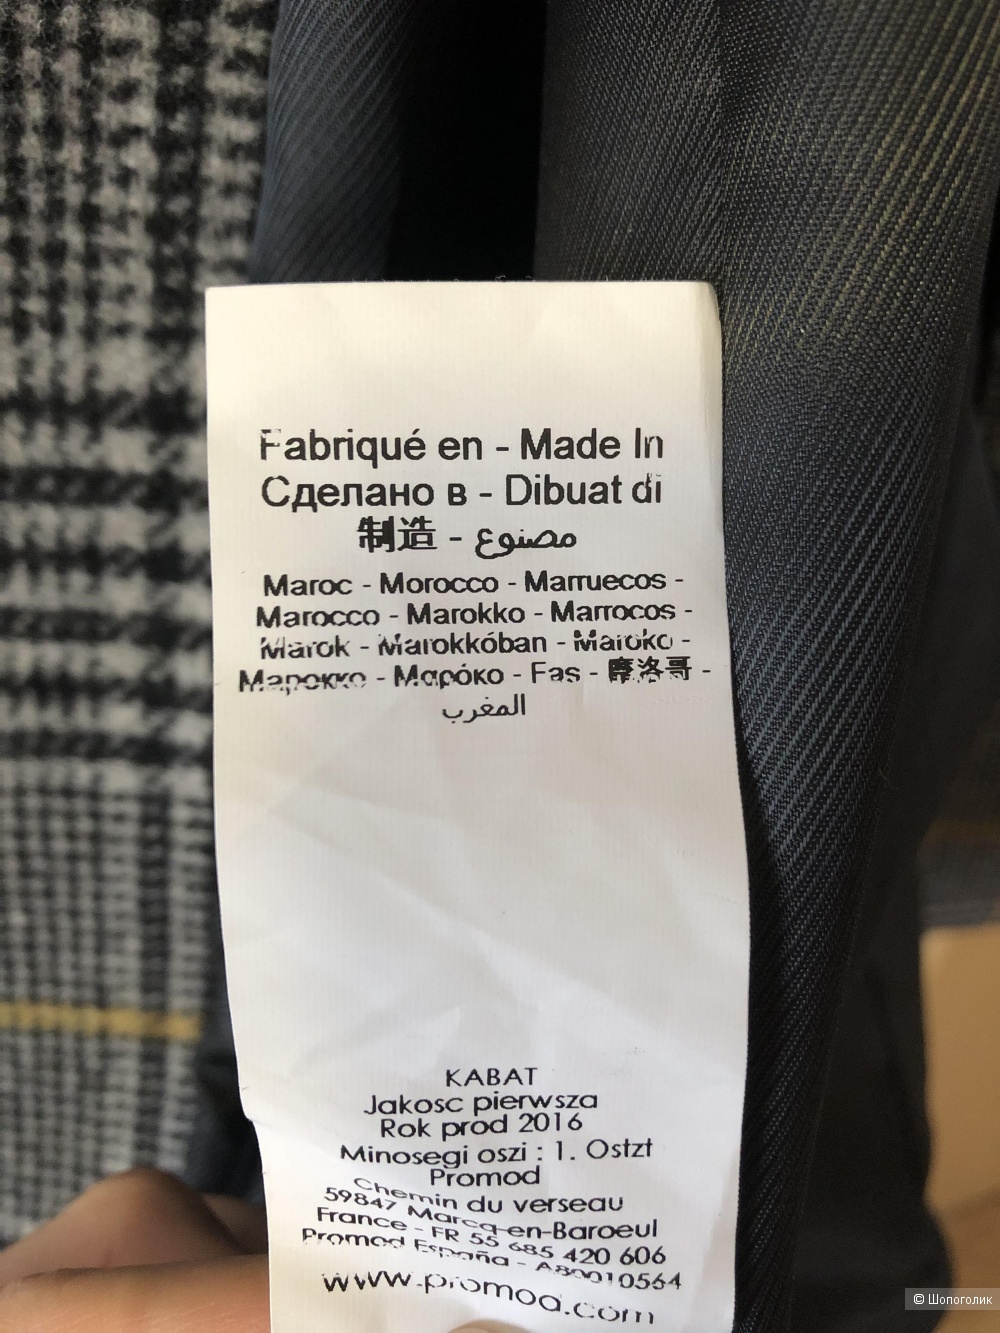 Fabriqué en - Made In
Сделано в - Dibuat di
制造 - مصنوع
Maroc - Morocco - Marruecos -
Marocco - Marokko - Marrocos -
Marok - Marokkóban - Maroko -
Марокко - Μαρόκο - Fas - 摩洛哥 -
المغرب
KABAT
Jakosc pierwsza
Rok prod 2016
Minosegi oszi : 1. Ostzt
Promod
Chemin du verseau
59847 Marcq-en-Baroeul
France - FR 55 685 420 606
Promod España - A80010564
www.promod.com
© Шопоголик